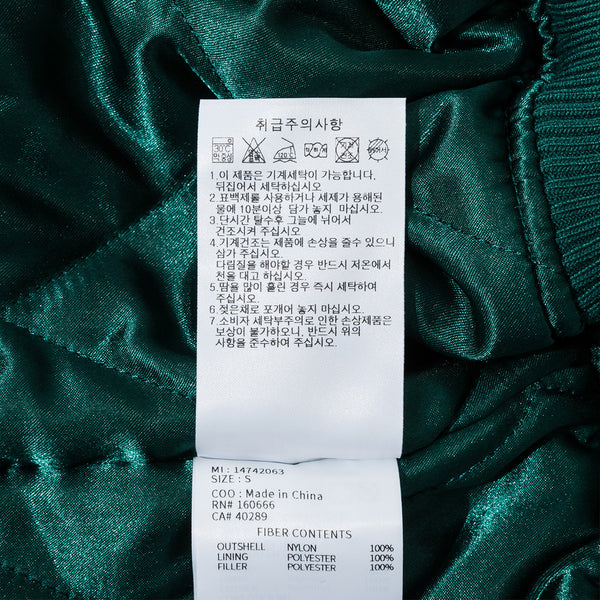 취급주의사항
30℃
약 중성
1.이 제품은 기계세탁이 가능합니다.
뒤집어서 세탁하십시오
2.표백제를 사용하거나 세제가 용해된
물에 10분이상 담가 놓지 마십시오.
3.단시간 탈수후 그늘에 뉘어서
건조시켜 주십시오
4.기계건조는 제품에 손상을 줄수 있으니
삼가 주십시오.
다림질을 해야할 경우 반드시 저온에서
천을 대고 하십시오
5.땀을 많이 흘린 경우 즉시 세탁하여
주십시오.
6.젖은채로 포개어 놓지 마십시오
7.소비자 세탁부주의로 인한 손상제품은
보상이 불가하오니, 반드시 위의
사항을 준수하여 주십시오.
MI : 14742063
SIZE : S
COO : Made in China
RN# 160666
CA# 40289
FIBER CONTENTS
OUTSHELL NYLON 100%
LINING POLYESTER 100%
FILLER POLYESTER 100%